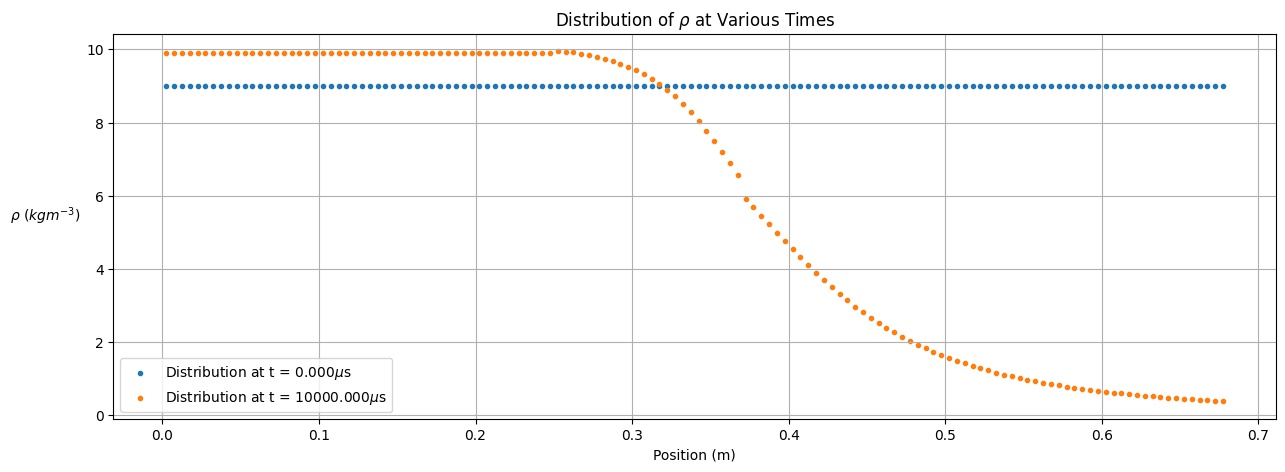 Distribution of ρ at Various Times
10
8
6
4
2
0
ρ (kgm⁻³)
Distribution at t = 0.000μs
Distribution at t = 10000.000μs
0.0 0.1 0.2 0.3 0.4 0.5 0.6 0.7
Position (m)